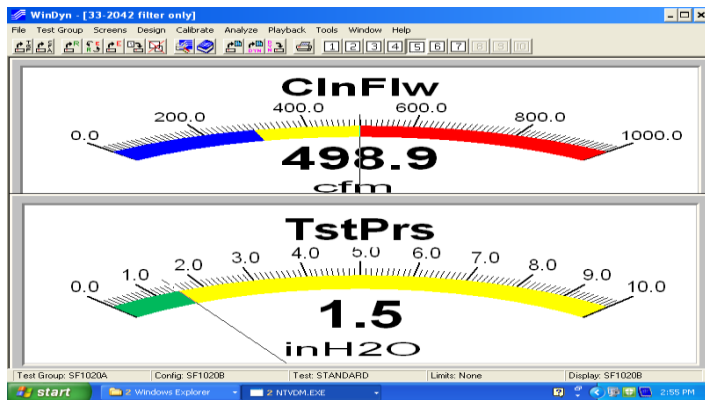 WinDyn - [33-2042 filter only]
File Test Group Screens Design Calibrate Analyze Playback Tools Window Help
1 2 3 4 5 6 7 8 9 10
ClnFlw
0.0 200.0 400.0 600.0 800.0 1000.0
498.9
cfm
TstPrs
0.0 1.0 2.0 3.0 4.0 5.0 6.0 7.0 8.0 9.0 10.0
1.5
inH2O
Test Group: SF1020A Config: SF1020B Test: STANDARD Limits: None Display: SF1020B
start 2 Windows Explorer 2 NTVDM.EXE 2:55 PM